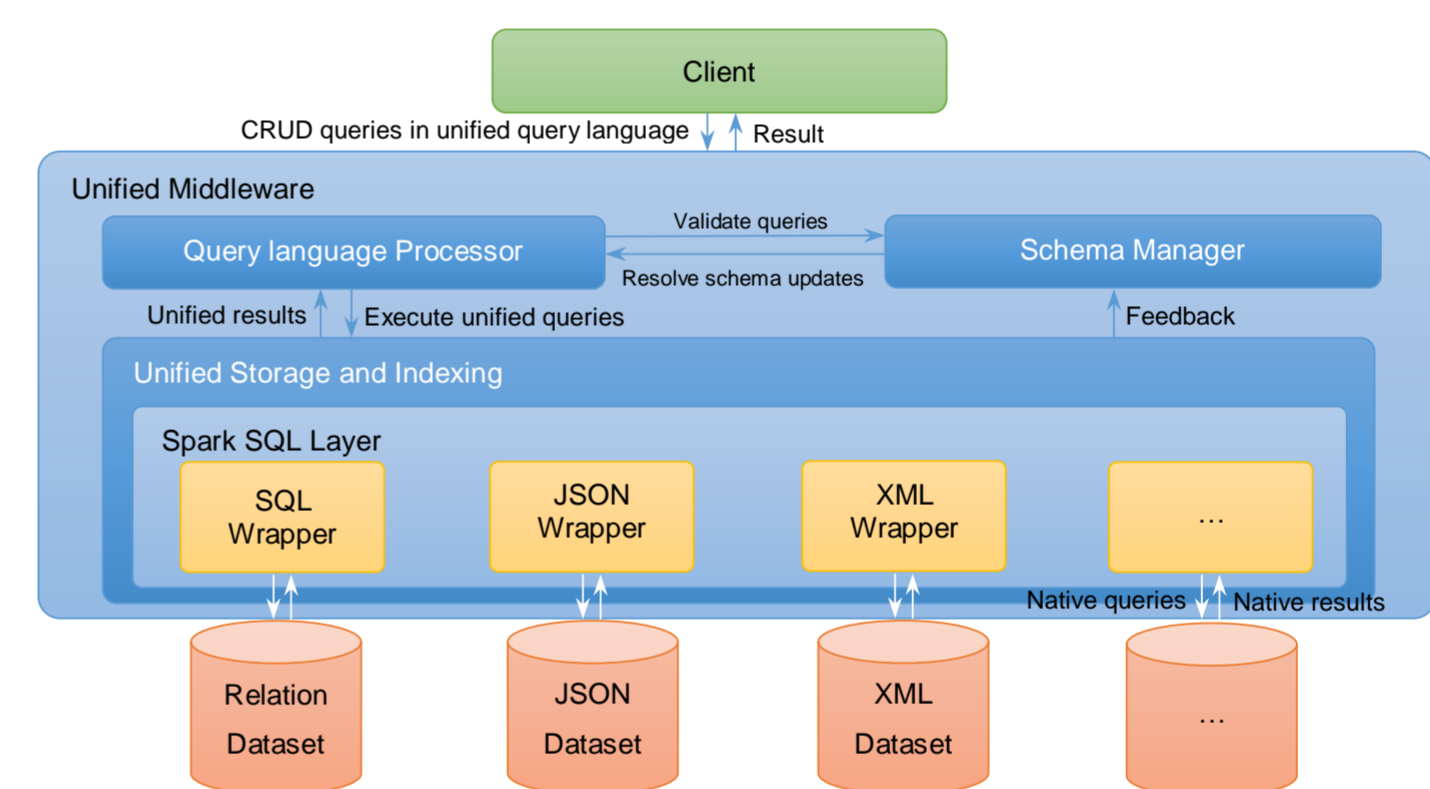 Client
CRUD queries in unified query language
Result
Unified Middleware
Query language Processor
Validate queries
Resolve schema updates
Schema Manager
Unified results
Execute unified queries
Feedback
Unified Storage and Indexing
Spark SQL Layer
SQL
Wrapper
JSON
Wrapper
XML
Wrapper
...
Native queries
Native results
Relation
Dataset
JSON
Dataset
XML
Dataset
...